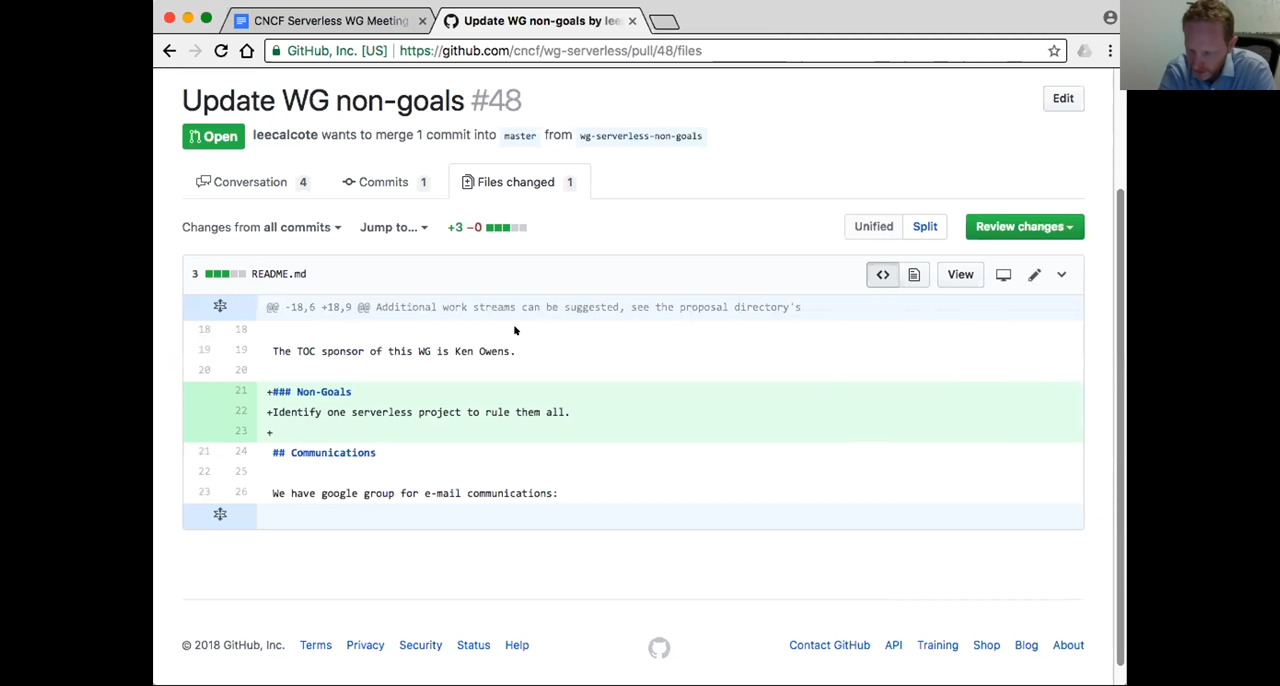 CNCF Serverless WG Meeting
Update WG non-goals by lee
GitHub, Inc. [US]
https://github.com/cncf/wg-serverless/pull/48/files
Update WG non-goals #48
Edit
Open
leecalcote wants to merge 1 commit into master from wg-serverless-non-goals
Conversation 4
Commits 1
Files changed 1
Changes from all commits
Jump to...
+3 −0
Unified
Split
Review changes
3 README.md
<>
View
@@ -18,6 +18,9 @@ Additional work streams can be suggested, see the proposal directory's
18 18
19 19 The TOC sponsor of this WG is Ken Owens.
20 20
21 +### Non-Goals
22 +Identify one serverless project to rule them all.
23 +
21 24 ## Communications
22 25
23 26 We have google group for e-mail communications:
© 2018 GitHub, Inc.
Terms
Privacy
Security
Status
Help
Contact GitHub
API
Training
Shop
Blog
About